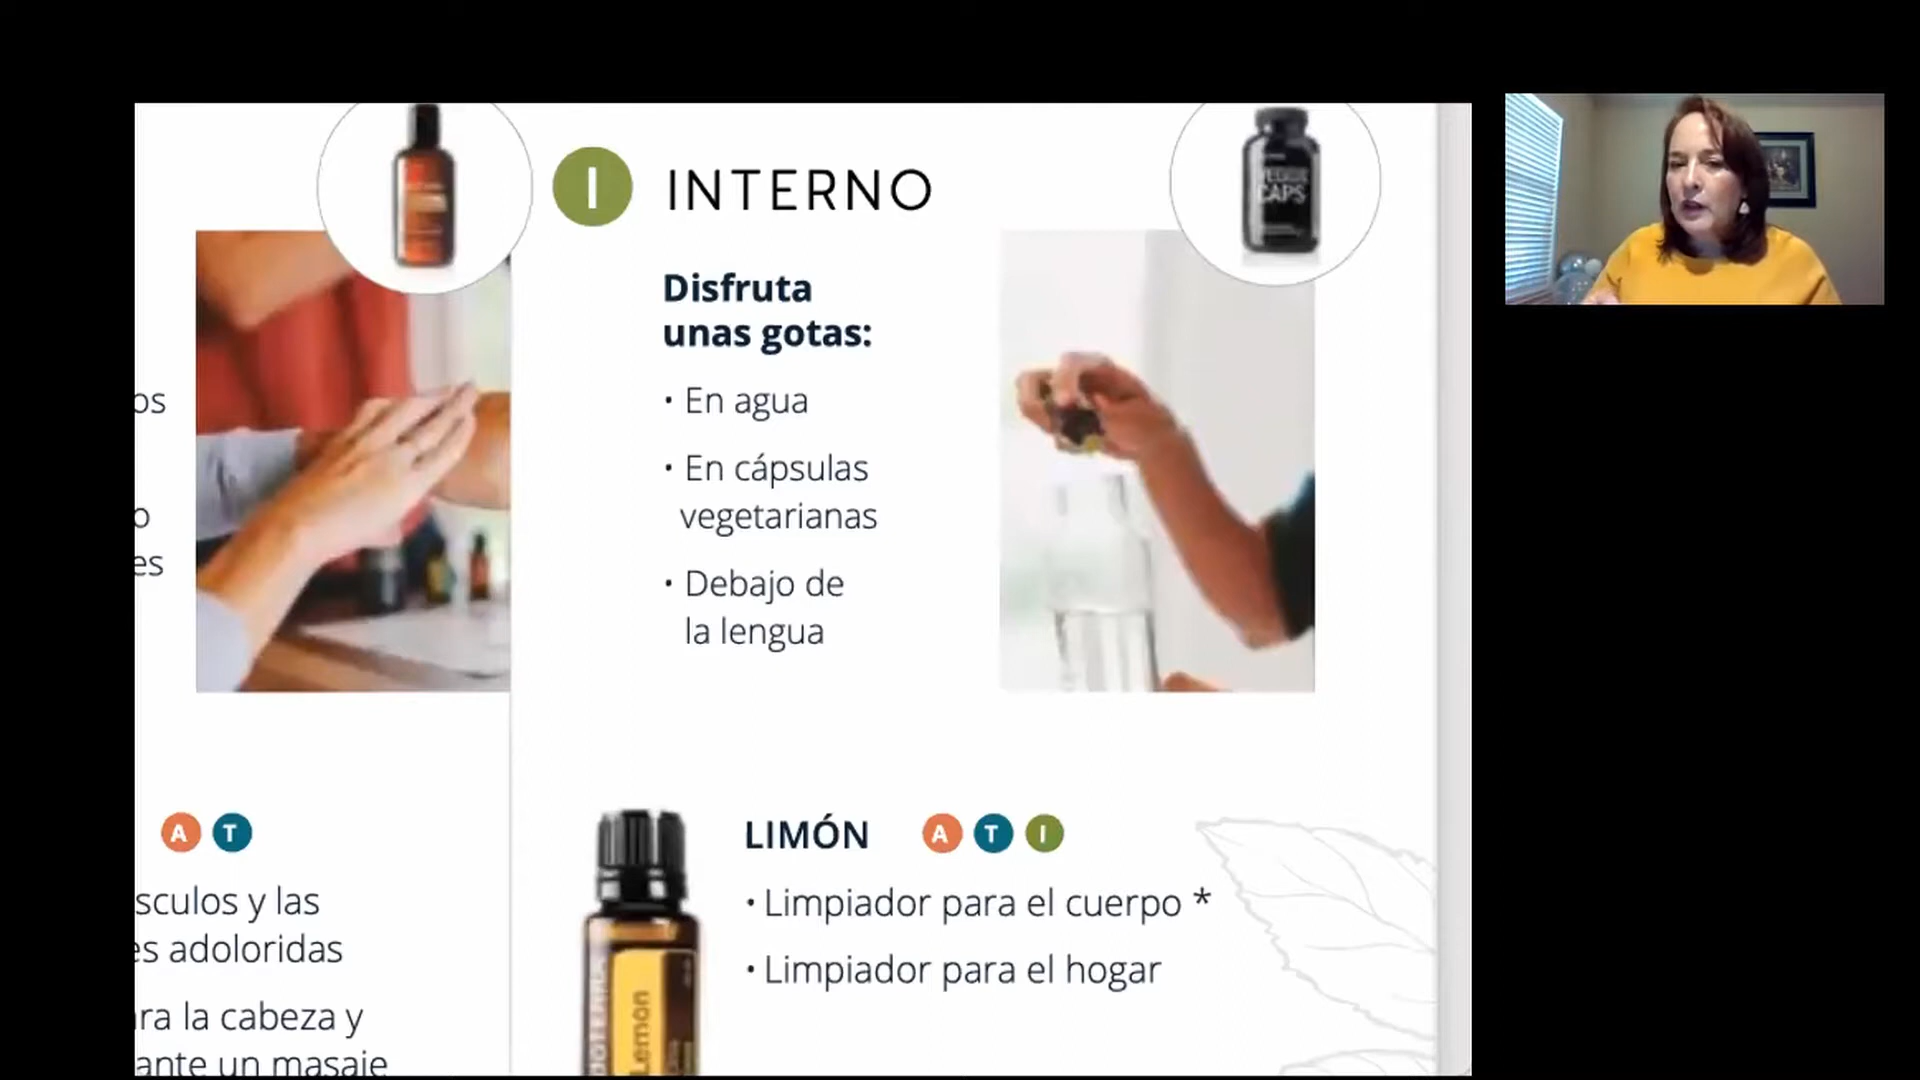 os
o
es
A T
sculos y las
es adoloridas
ra la cabeza y
ante un masaje
I INTERNO
VEGGIE
CAPS
Disfruta
unas gotas:
• En agua
• En cápsulas
vegetarianas
• Debajo de
la lengua
LIMÓN A T I
• Limpiador para el cuerpo *
• Limpiador para el hogar
doTERRA
Lemon